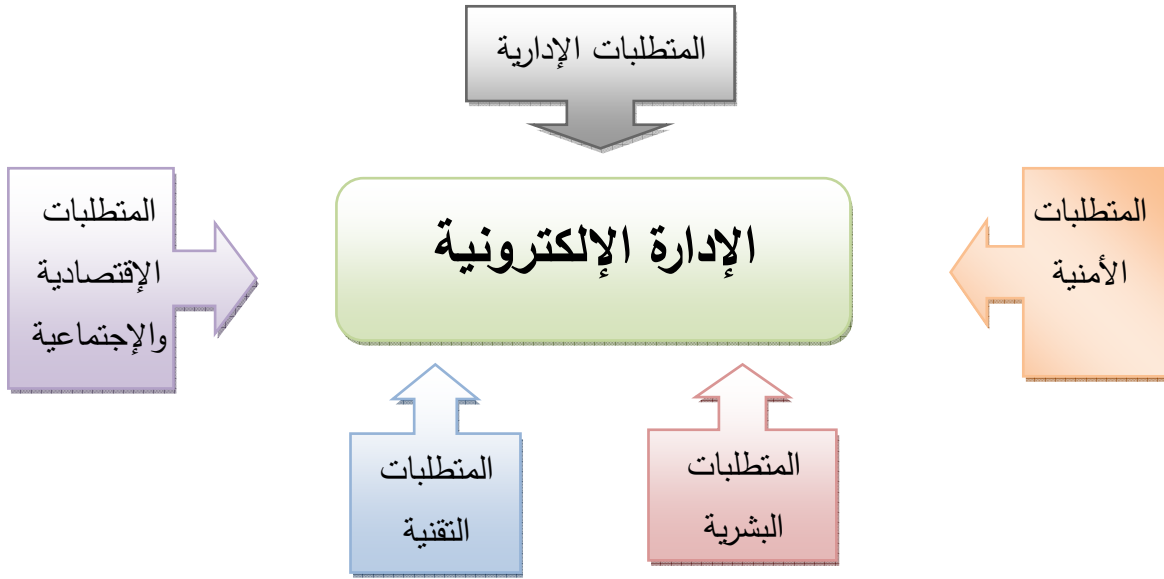 المتطلبات الإدارية
المتطلبات
الأمنية
الإدارة الإلكترونية
المتطلبات
الإقتصادية
والإجتماعية
المتطلبات
البشرية
المتطلبات
التقنية